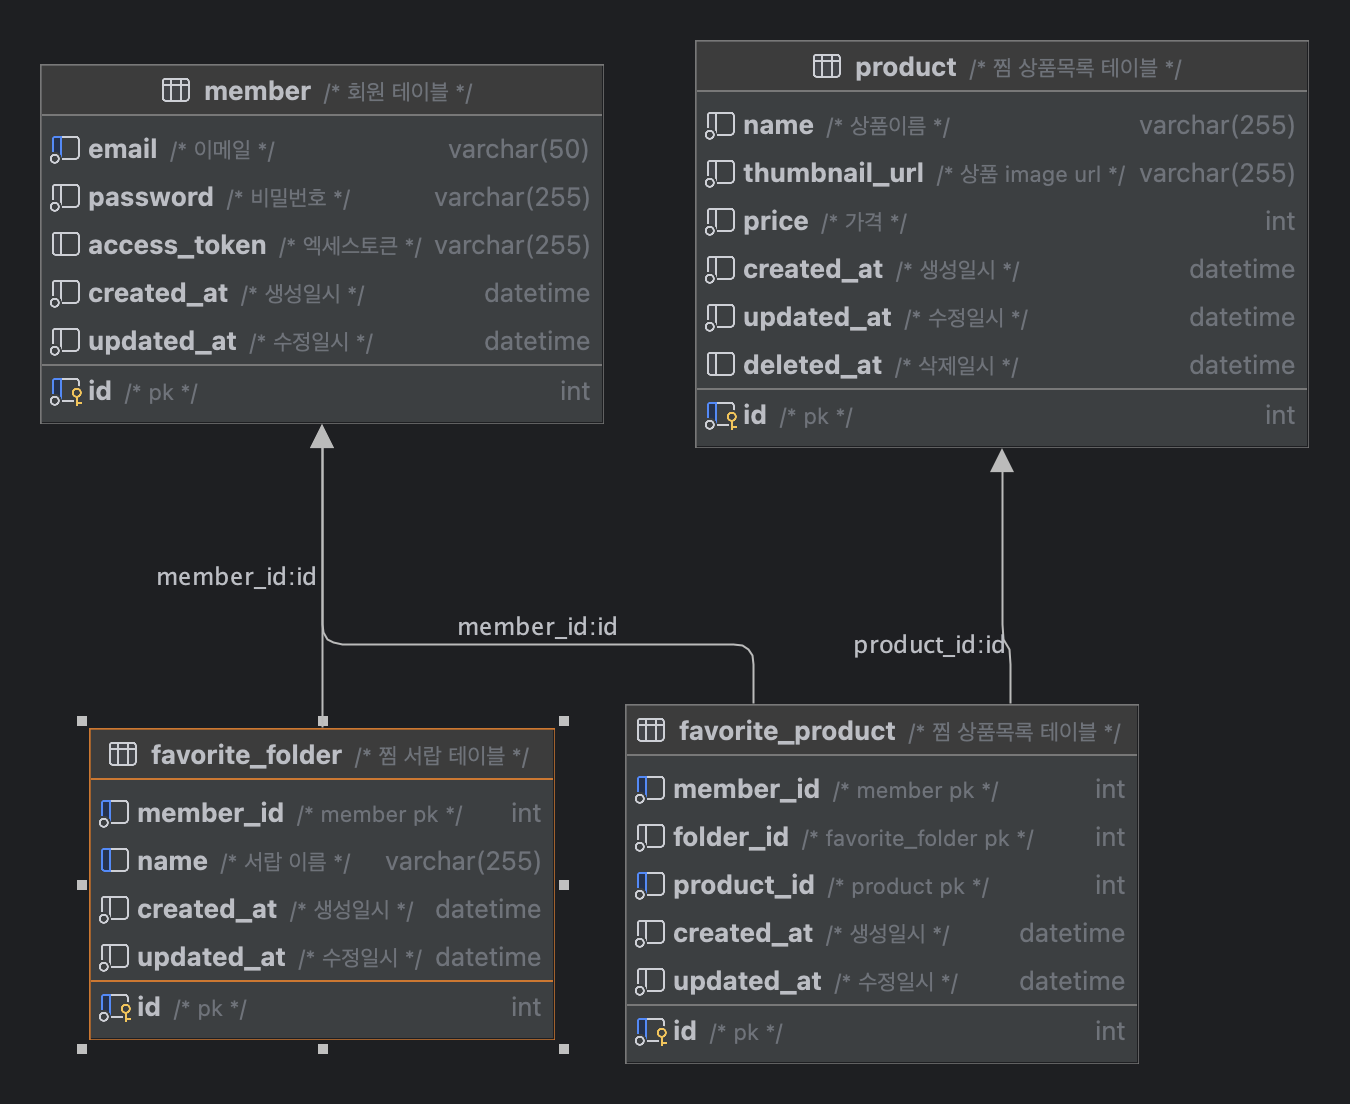 member /* 회원 테이블 */
email /* 이메일 */ varchar(50)
password /* 비밀번호 */ varchar(255)
access_token /* 엑세스토큰 */ varchar(255)
created_at /* 생성일시 */ datetime
updated_at /* 수정일시 */ datetime
id /* pk */ int
product /* 찜 상품목록 테이블 */
name /* 상품이름 */ varchar(255)
thumbnail_url /* 상품 image url */ varchar(255)
price /* 가격 */ int
created_at /* 생성일시 */ datetime
updated_at /* 수정일시 */ datetime
deleted_at /* 삭제일시 */ datetime
id /* pk */ int
member_id:id
member_id:id
product_id:id
favorite_folder /* 찜 서랍 테이블 */
member_id /* member pk */ int
name /* 서랍 이름 */ varchar(255)
created_at /* 생성일시 */ datetime
updated_at /* 수정일시 */ datetime
id /* pk */ int
favorite_product /* 찜 상품목록 테이블 */
member_id /* member pk */ int
folder_id /* favorite_folder pk */ int
product_id /* product pk */ int
created_at /* 생성일시 */ datetime
updated_at /* 수정일시 */ datetime
id /* pk */ int